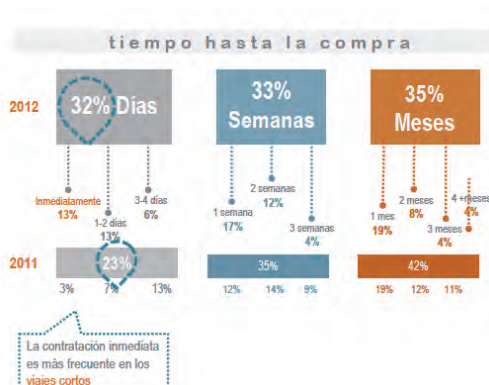 tiempo hasta la compra
2012
32% Días
33%
Semanas
35%
Meses
Inmediatamente
13%
1-2 días
13%
3-4 días
6%
1 semana
17%
2 semanas
12%
3 semanas
4%
1 mes
19%
2 meses
8%
3 meses
4%
4 +meses
4%
2011
23%
35%
42%
3% 7% 13%
12% 14% 9%
19% 12% 11%
La contratación inmediata
es más frecuente en los
viajes cortos